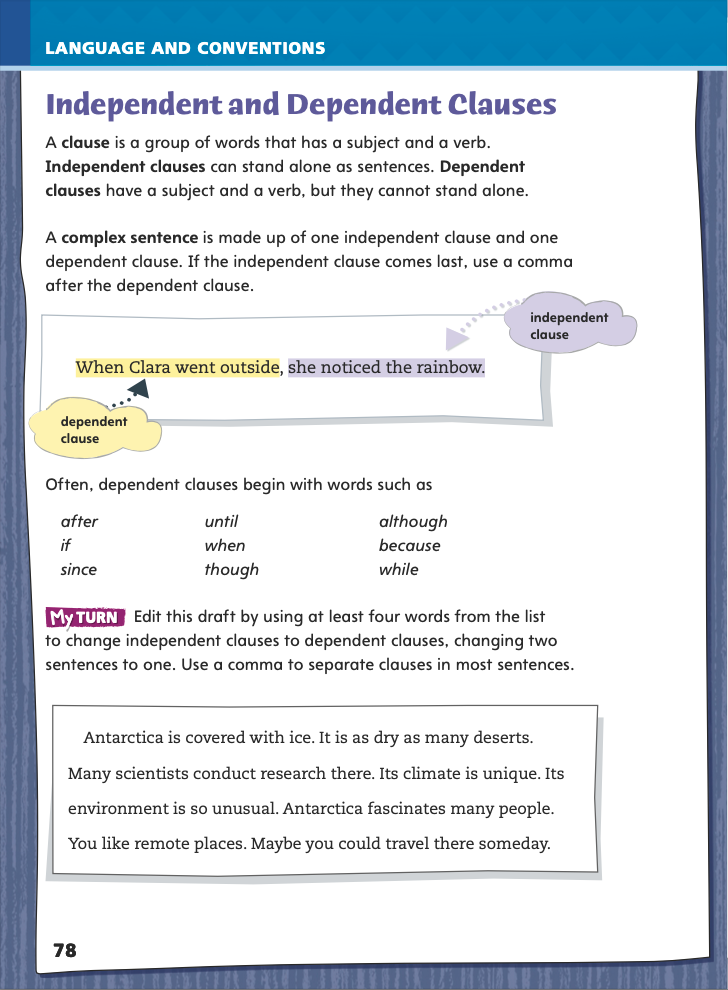 LANGUAGE AND CONVENTIONS
Independent and Dependent Clauses
A clause is a group of words that has a subject and a verb.
Independent clauses can stand alone as sentences. Dependent
clauses have a subject and a verb, but they cannot stand alone.
A complex sentence is made up of one independent clause and one
dependent clause. If the independent clause comes last, use a comma
after the dependent clause.
independent
clause
When Clara went outside, she noticed the rainbow.
dependent
clause
Often, dependent clauses begin with words such as
after until although
if when because
since though while
My TURN Edit this draft by using at least four words from the list
to change independent clauses to dependent clauses, changing two
sentences to one. Use a comma to separate clauses in most sentences.
Antarctica is covered with ice. It is as dry as many deserts.
Many scientists conduct research there. Its climate is unique. Its
environment is so unusual. Antarctica fascinates many people.
You like remote places. Maybe you could travel there someday.
78